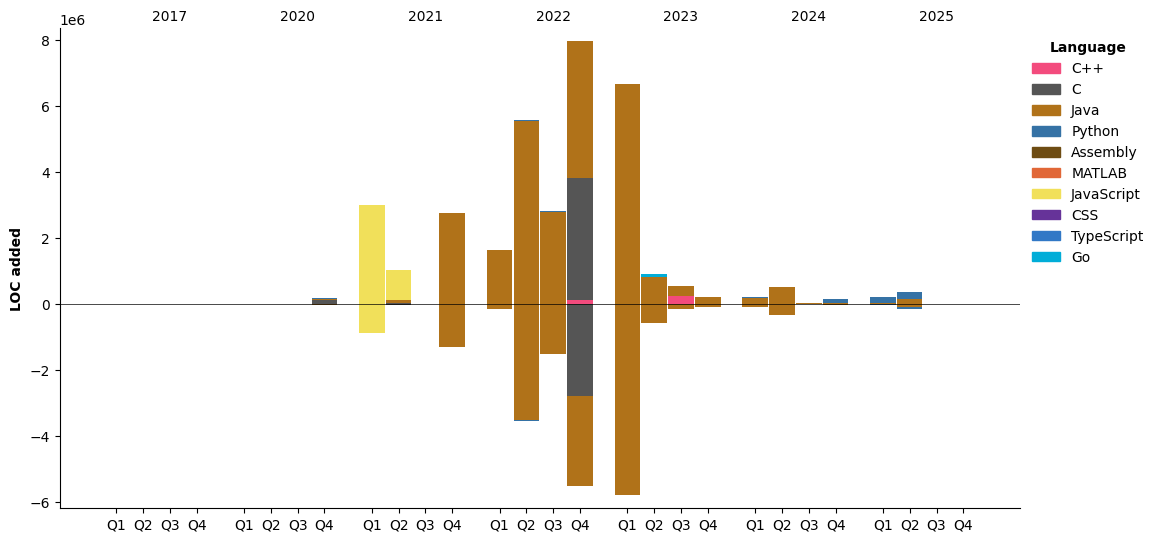 2017 2020 2021 2022 2023 2024 2025
1e6
8
6
4
2
0
−2
−4
−6
LOC added
Q1 Q2 Q3 Q4 Q1 Q2 Q3 Q4 Q1 Q2 Q3 Q4 Q1 Q2 Q3 Q4 Q1 Q2 Q3 Q4 Q1 Q2 Q3 Q4 Q1 Q2 Q3 Q4
Language
C++
C
Java
Python
Assembly
MATLAB
JavaScript
CSS
TypeScript
Go